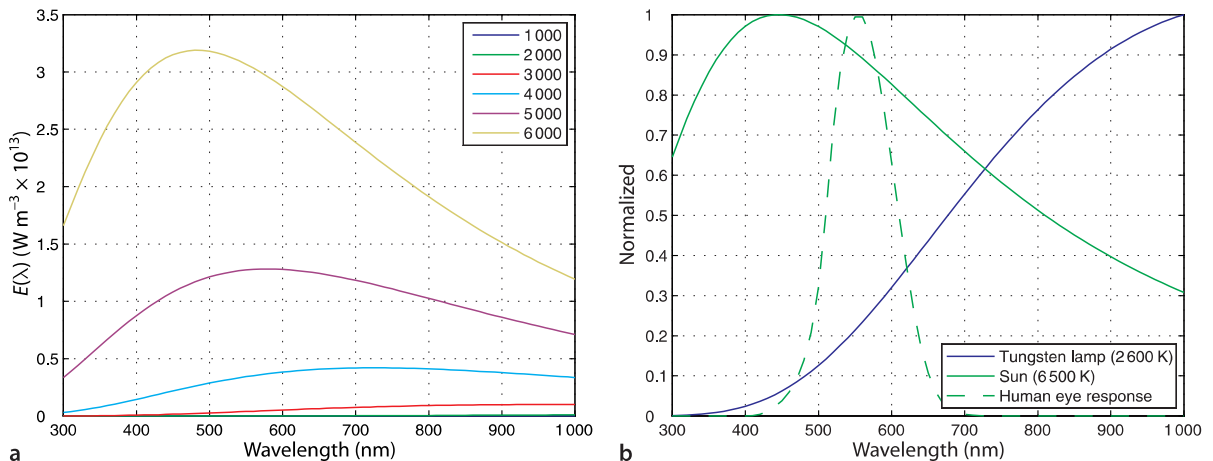 3.5
3
2.5
2
1.5
1
0.5
0
E(λ) (W m⁻³ × 10¹³)
1 000
2 000
3 000
4 000
5 000
6 000
300 400 500 600 700 800 900 1 000
Wavelength (nm)
a
1
0.9
0.8
0.7
0.6
0.5
0.4
0.3
0.2
0.1
0
Normalized
Tungsten lamp (2 600 K)
Sun (6 500 K)
Human eye response
300 400 500 600 700 800 900 1 000
Wavelength (nm)
b